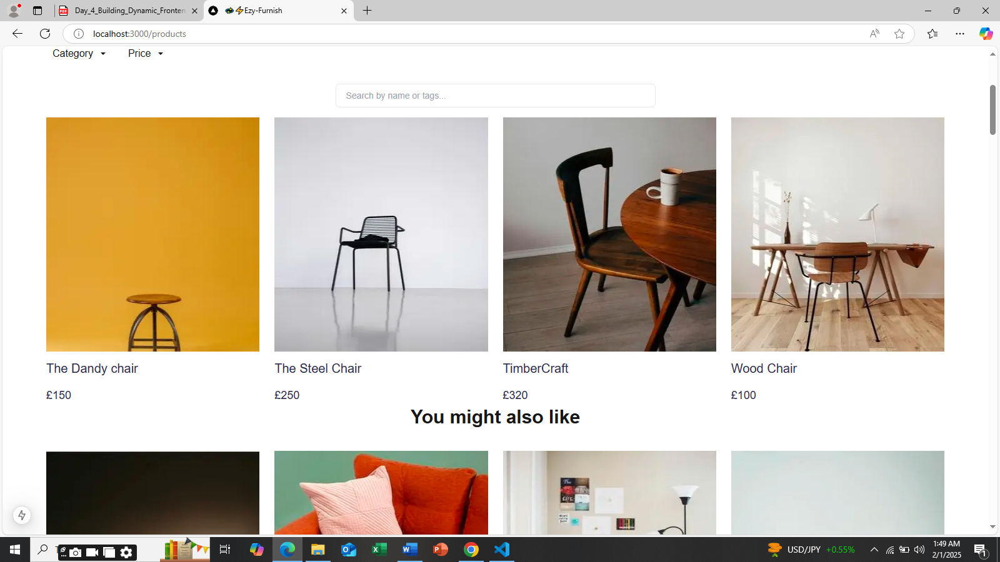 Day_4_Building_Dynamic_Fronten
Ezy-Furnish
localhost:3000/products
Category
Price
Search by name or tags...
The Dandy chair
The Steel Chair
TimberCraft
Wood Chair
£150
£250
£320
£100
You might also like
USD/JPY +0.55%
1:49 AM
2/1/2025
1